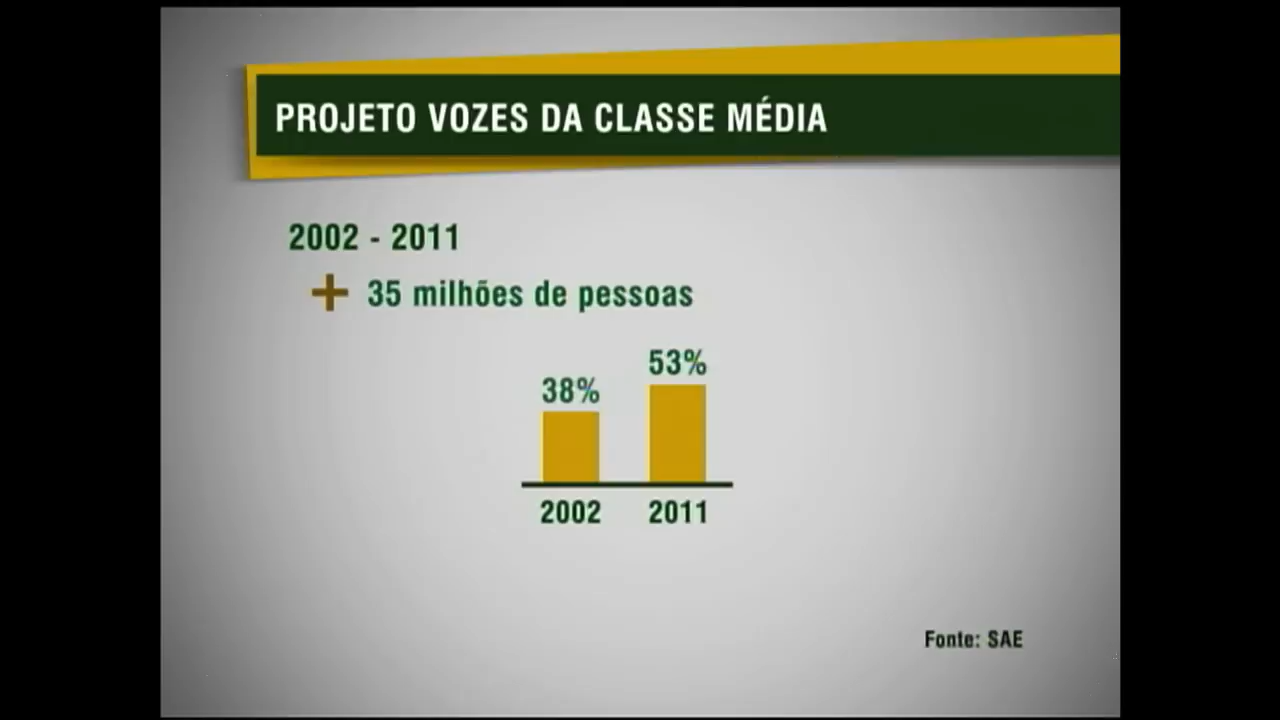 PROJETO VOZES DA CLASSE MÉDIA
2002 - 2011
+ 35 milhões de pessoas
38% 53%
2002 2011
Fonte: SAE